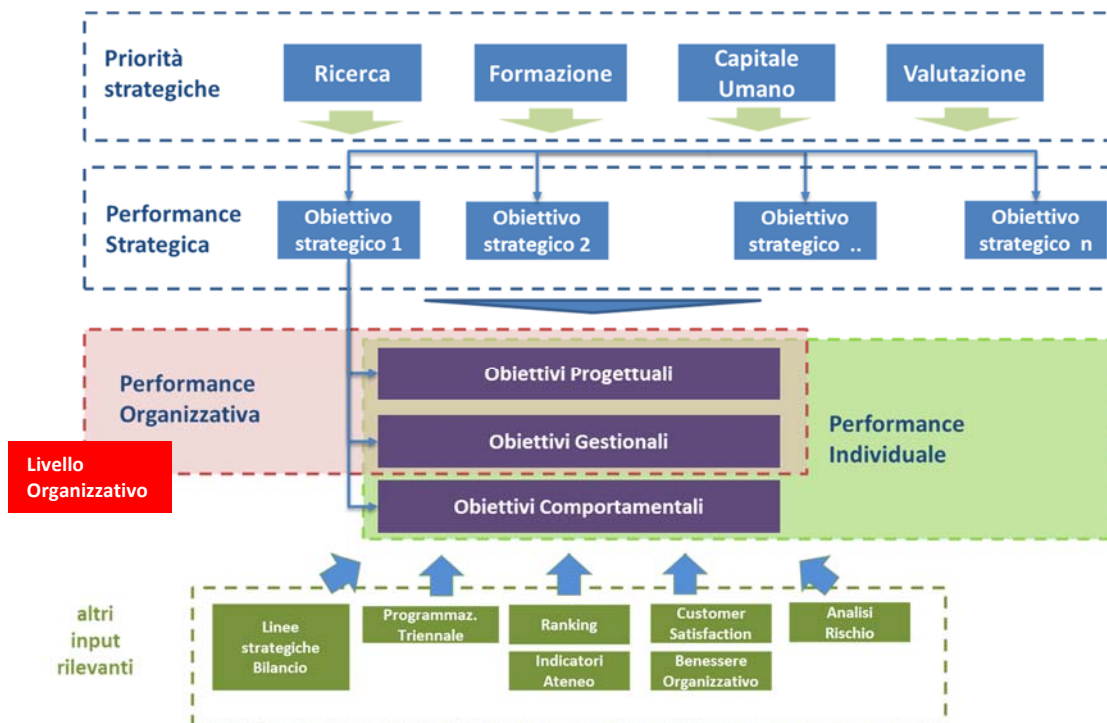 Priorità
strategiche
Ricerca
Formazione
Capitale
Umano
Valutazione
Performance
Strategica
Obiettivo
strategico 1
Obiettivo
strategico 2
Obiettivo
strategico ..
Obiettivo
strategico n
Performance
Organizzativa
Obiettivi Progettuali
Obiettivi Gestionali
Obiettivi Comportamentali
Performance
Individuale
Livello
Organizzativo
altri
input
rilevanti
Linee
strategiche
Bilancio
Programmaz.
Triennale
Ranking
Indicatori
Ateneo
Customer
Satisfaction
Benessere
Organizzativo
Analisi
Rischio